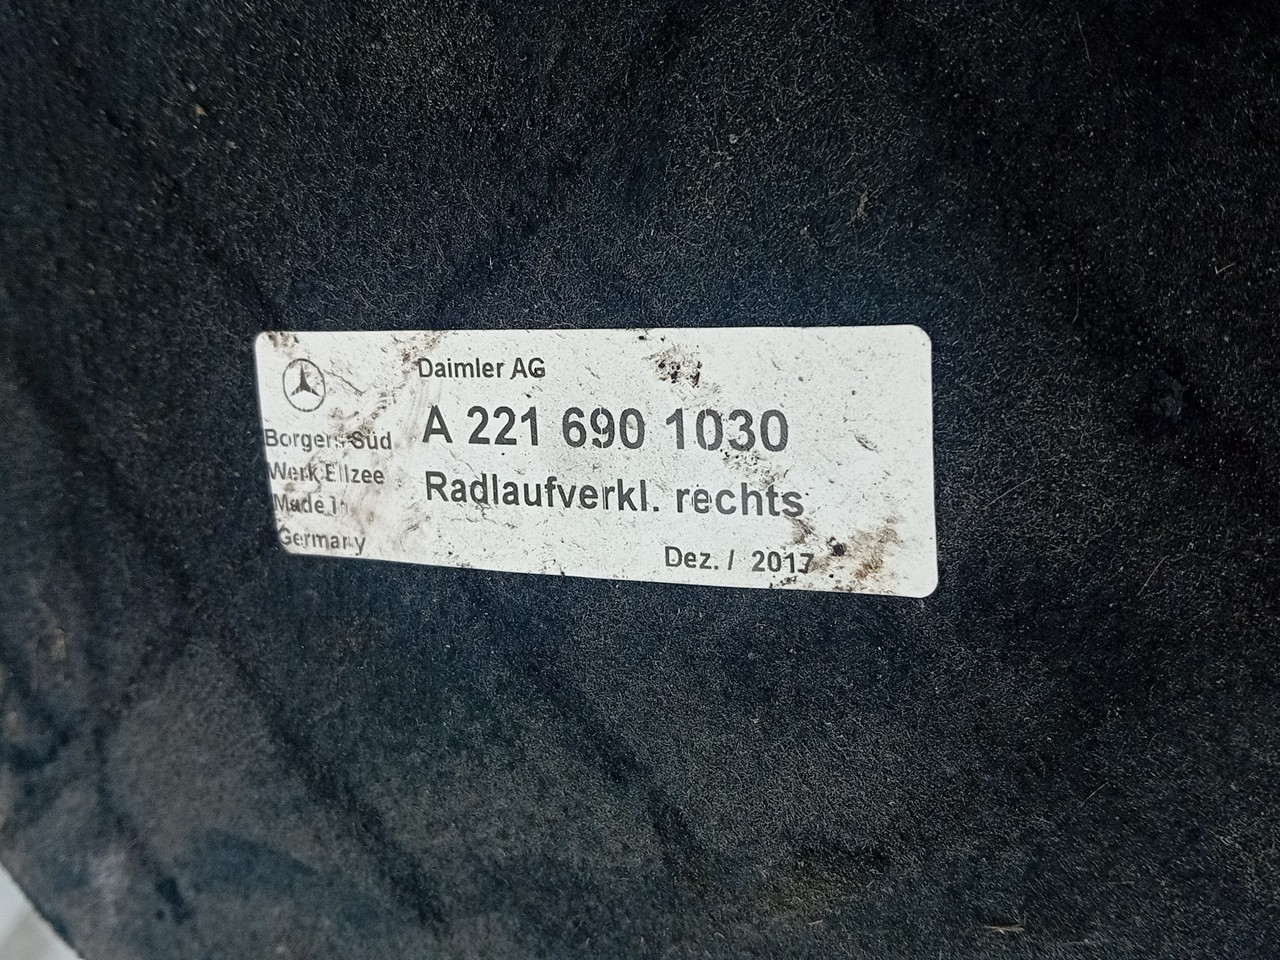 Daimler AG
A 221 690 1030
Radlaufverkl. rechts
Dez. / 2017
Borgers Süd
Werk Ellzee
Made In
Germany